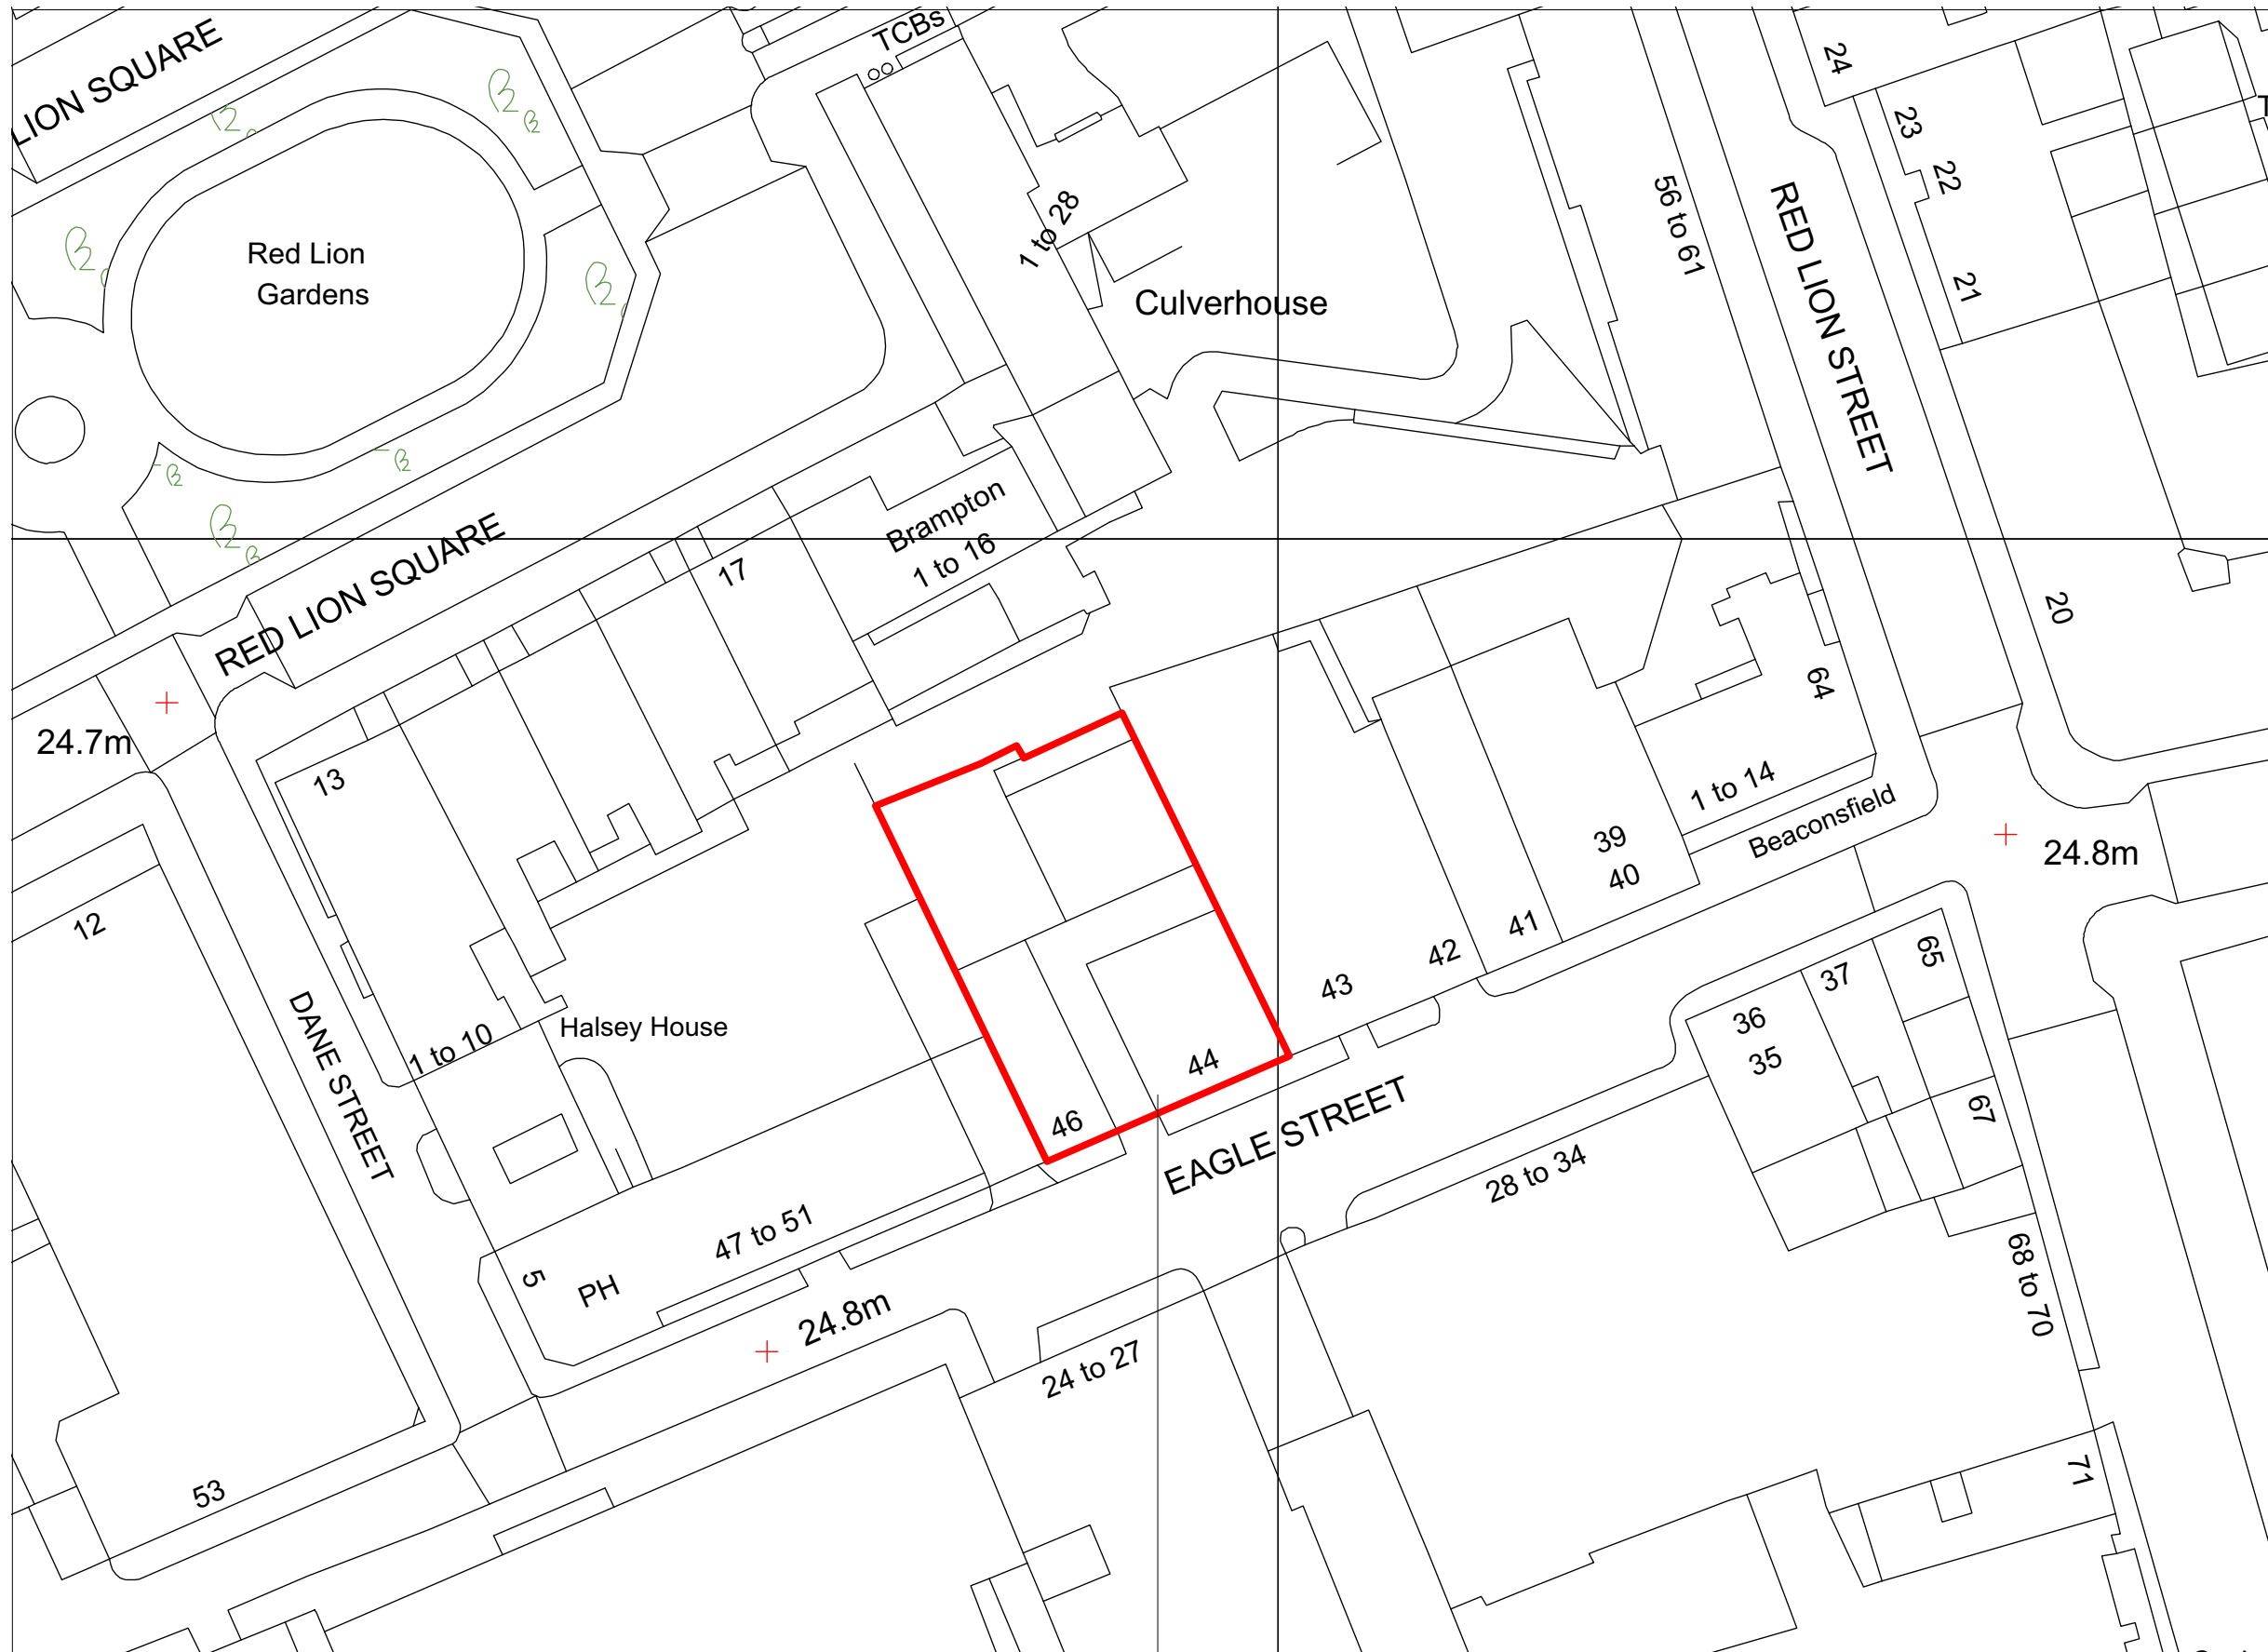 LION SQUARE
TCBs
24
23
22
21
Red Lion
Gardens
1 to 28
Culverhouse
56 to 61
RED LION STREET
Brampton
1 to 16
17
RED LION SQUARE
20
64
24.7m
13
1 to 14
Beaconsfield
39
40
24.8m
12
41
42
43
65
37
36
35
DANE STREET
1 to 10
Halsey House
44
46
EAGLE STREET
67
28 to 34
47 to 51
5
PH
24.8m
68 to 70
24 to 27
53
71